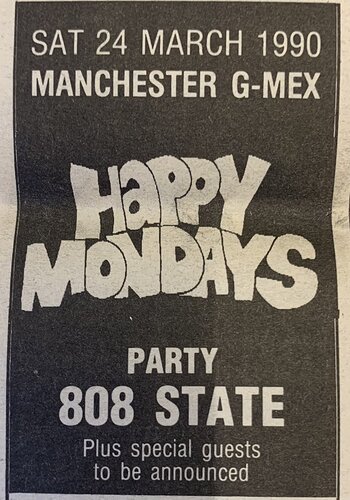 SAT 24 MARCH 1990
MANCHESTER G-MEX
HAPPY
MONDAYS
PARTY
808 STATE
Plus special guests
to be announced